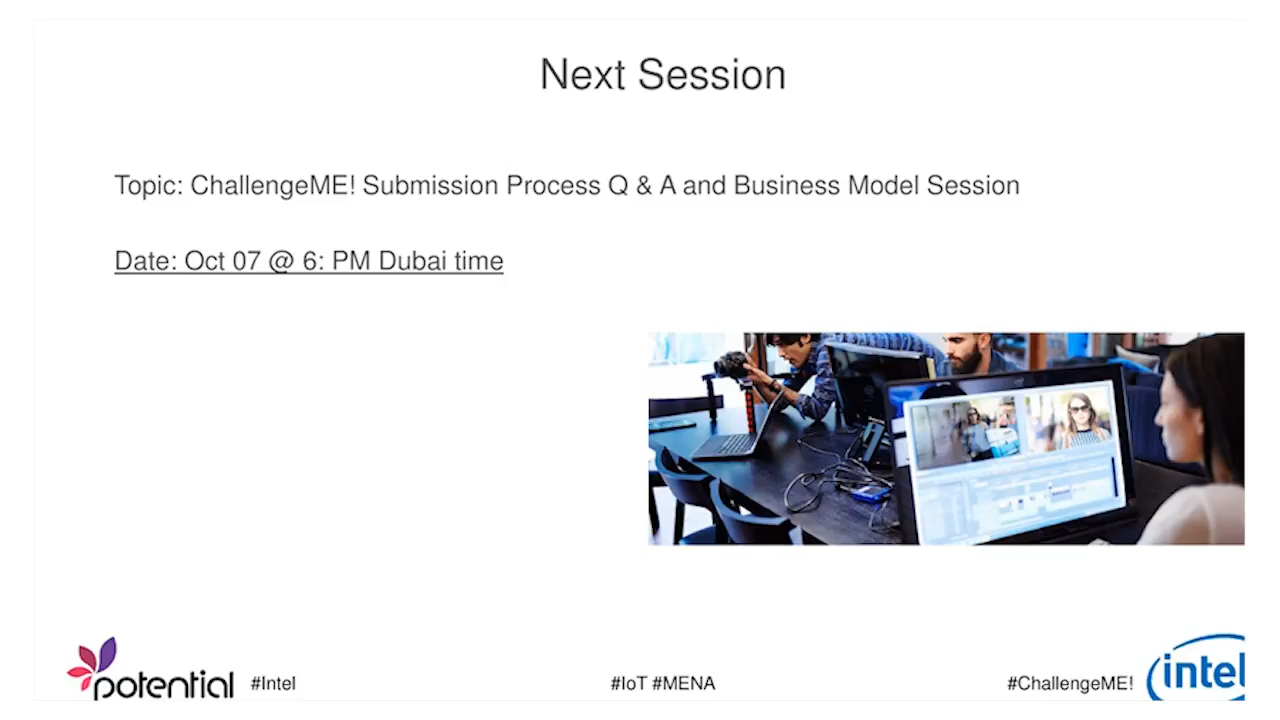 Next Session
Topic: ChallengeME! Submission Process Q & A and Business Model Session
Date: Oct 07 @ 6: PM Dubai time
potential
#Intel
#IoT #MENA
#ChallengeME!
intel